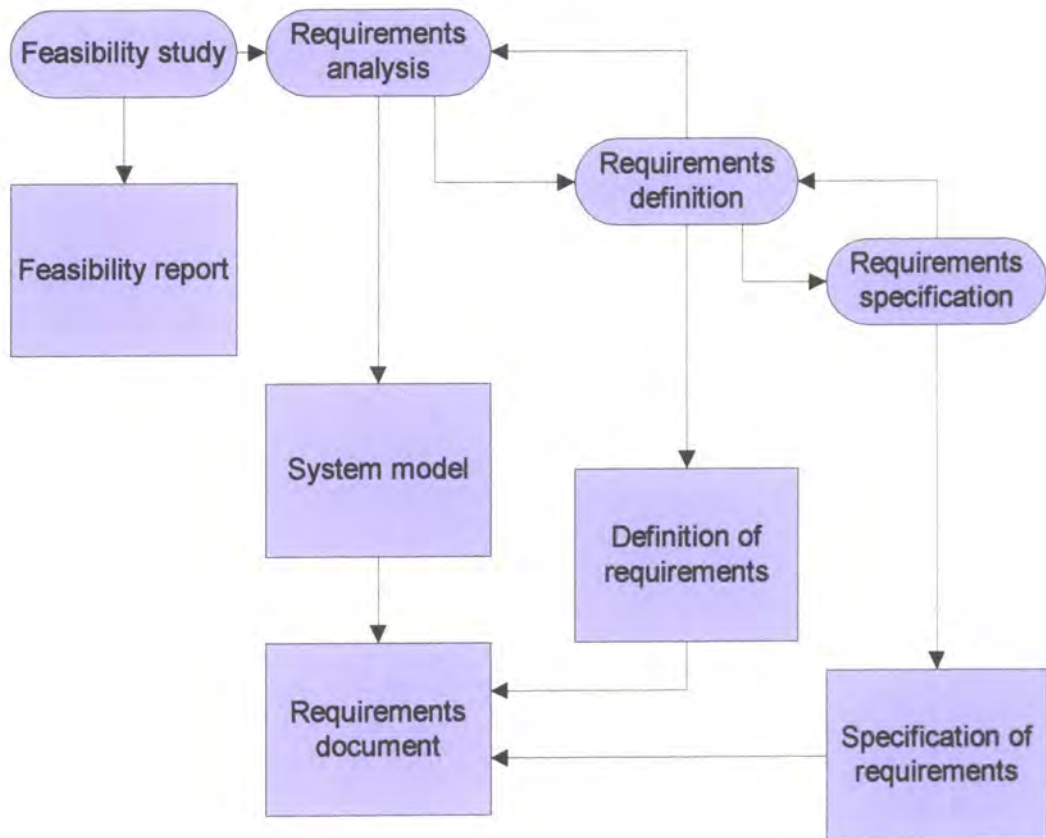 Feasibility study
Requirements
analysis
Requirements
definition
Requirements
specification
Feasibility report
System model
Definition of
requirements
Requirements
document
Specification of
requirements